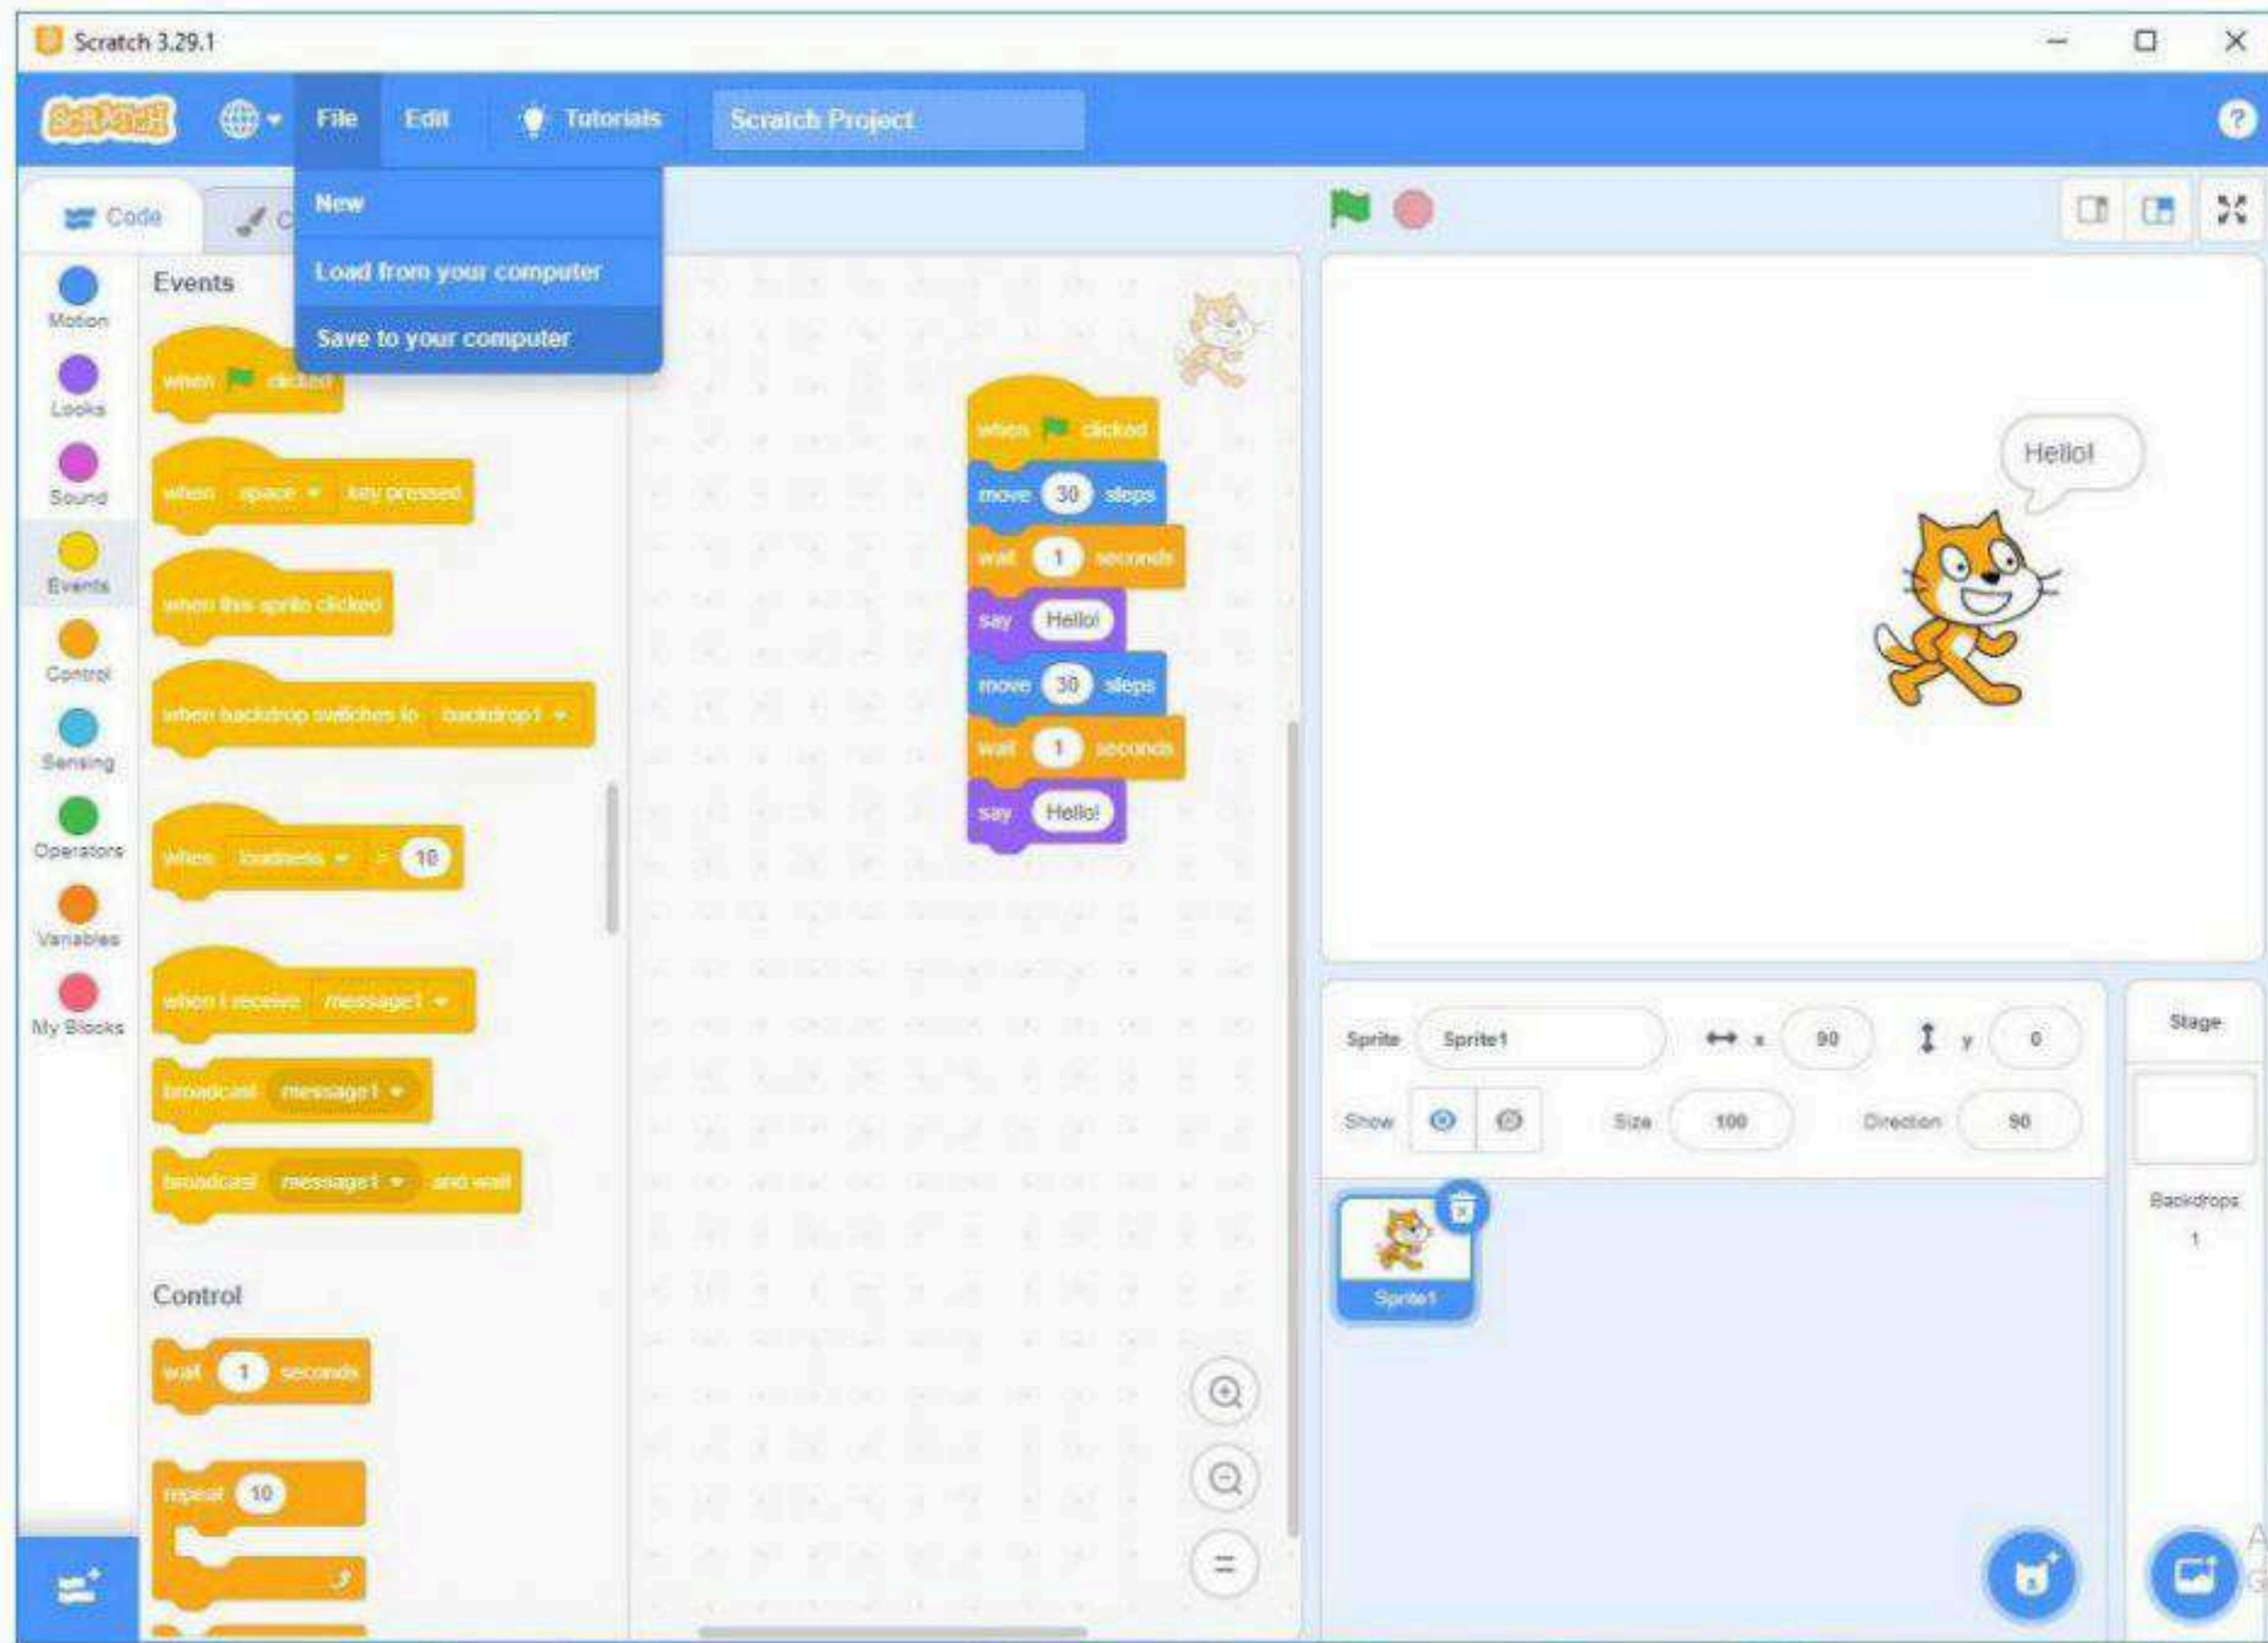 Scratch 3.29.1
SCRATCH
File
Edit
Tutorials
Scratch Project
?
New
Load from your computer
Save to your computer
Code
C
Motion
Looks
Sound
Events
Control
Sensing
Operators
Variables
My Blocks
Events
when clicked
when space key pressed
when this sprite clicked
when backdrop switches to backdrop1
when loudness > 10
when I receive message1
broadcast message1
broadcast message1 and wait
Control
wait 1 seconds
repeat 10
when clicked
move 30 steps
wait 1 seconds
say Hello!
move 30 steps
wait 1 seconds
say Hello!
Hello!
Sprite Sprite1 x 90 y 0
Show Size 100 Direction 90
Sprite1
Stage
Backdrops
1